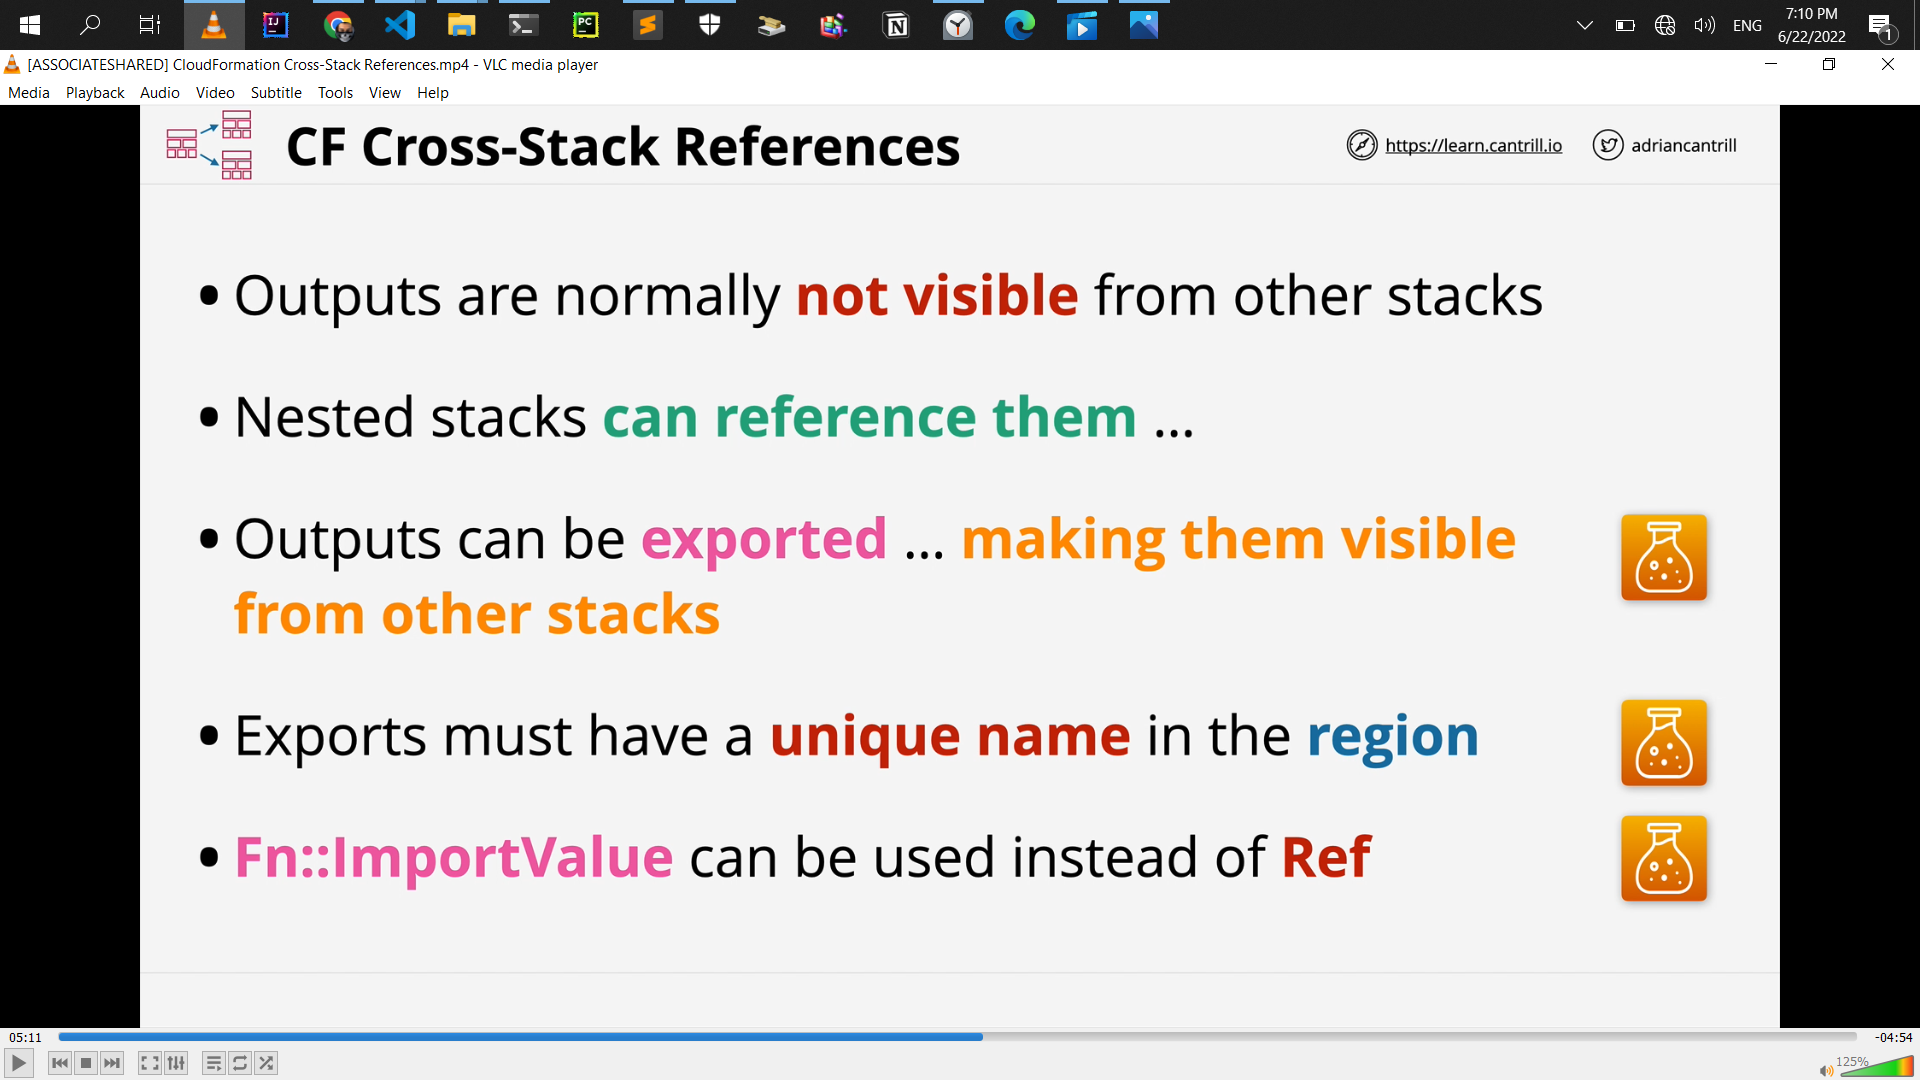 IJ
PC
N
ENG
7:10 PM
6/22/2022
1
[ASSOCIATESHARED] CloudFormation Cross-Stack References.mp4 - VLC media player
Media Playback Audio Video Subtitle Tools View Help
CF Cross-Stack References
https://learn.cantrill.io
adriancantrill
• Outputs are normally not visible from other stacks
• Nested stacks can reference them ...
• Outputs can be exported ... making them visible
from other stacks
• Exports must have a unique name in the region
• Fn::ImportValue can be used instead of Ref
05:11
-04:54
125%